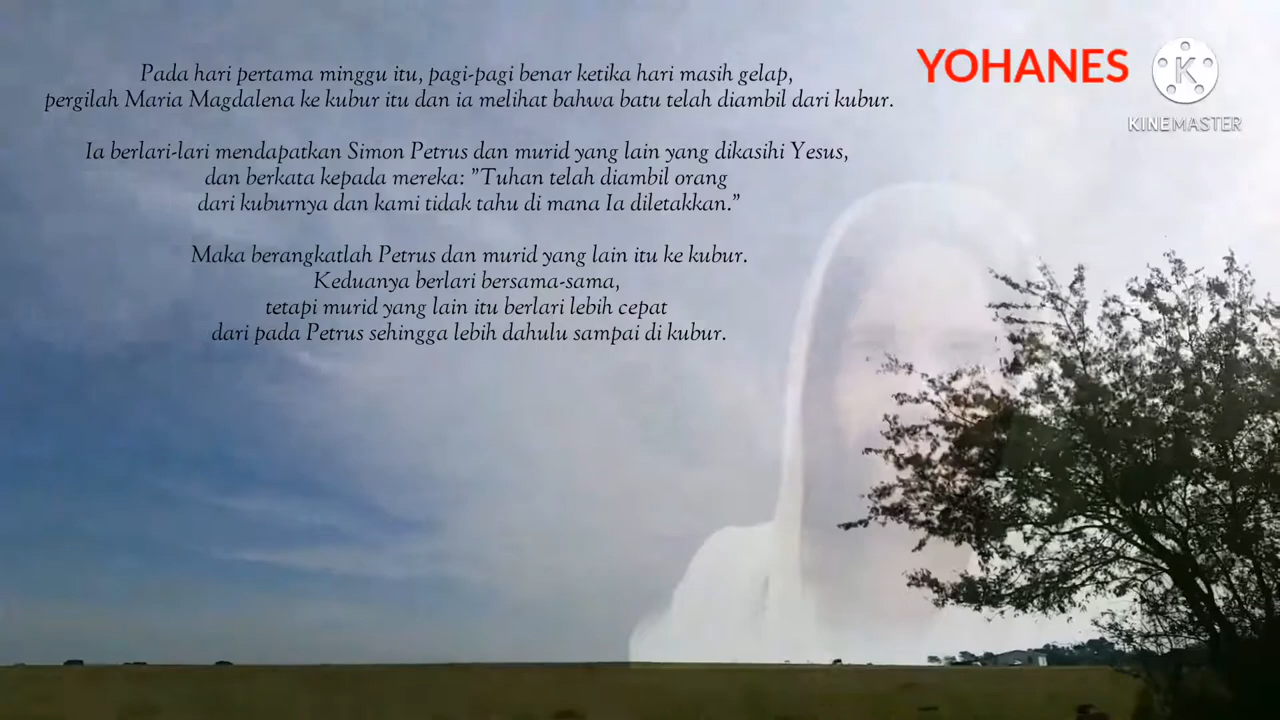 YOHANES
KINEMASTER
Pada hari pertama minggu itu, pagi-pagi benar ketika hari masih gelap,
pergilah Maria Magdalena ke kubur itu dan ia melihat bahwa batu telah diambil dari kubur.
Ia berlari-lari mendapatkan Simon Petrus dan murid yang lain yang dikasihi Yesus,
dan berkata kepada mereka: "Tuhan telah diambil orang
dari kuburnya dan kami tidak tahu di mana Ia diletakkan."
Maka berangkatlah Petrus dan murid yang lain itu ke kubur.
Keduanya berlari bersama-sama,
tetapi murid yang lain itu berlari lebih cepat
dari pada Petrus sehingga lebih dahulu sampai di kubur.